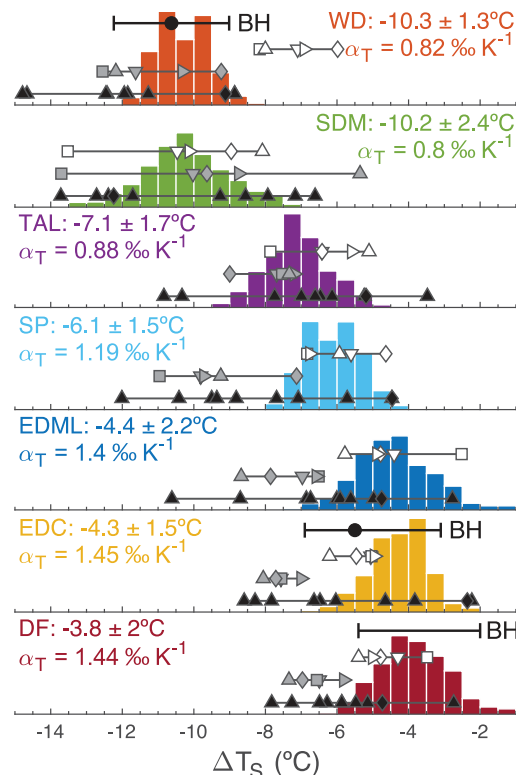 BH
WD: -10.3 ± 1.3ºC
αT = 0.82 ‰ K⁻¹
SDM: -10.2 ± 2.4ºC
αT = 0.8 ‰ K⁻¹
TAL: -7.1 ± 1.7ºC
αT = 0.88 ‰ K⁻¹
SP: -6.1 ± 1.5ºC
αT = 1.19 ‰ K⁻¹
EDML: -4.4 ± 2.2ºC
αT = 1.4 ‰ K⁻¹
EDC: -4.3 ± 1.5ºC
αT = 1.45 ‰ K⁻¹
BH
DF: -3.8 ± 2ºC
αT = 1.44 ‰ K⁻¹
BH
-14 -12 -10 -8 -6 -4 -2
ΔTS (ºC)